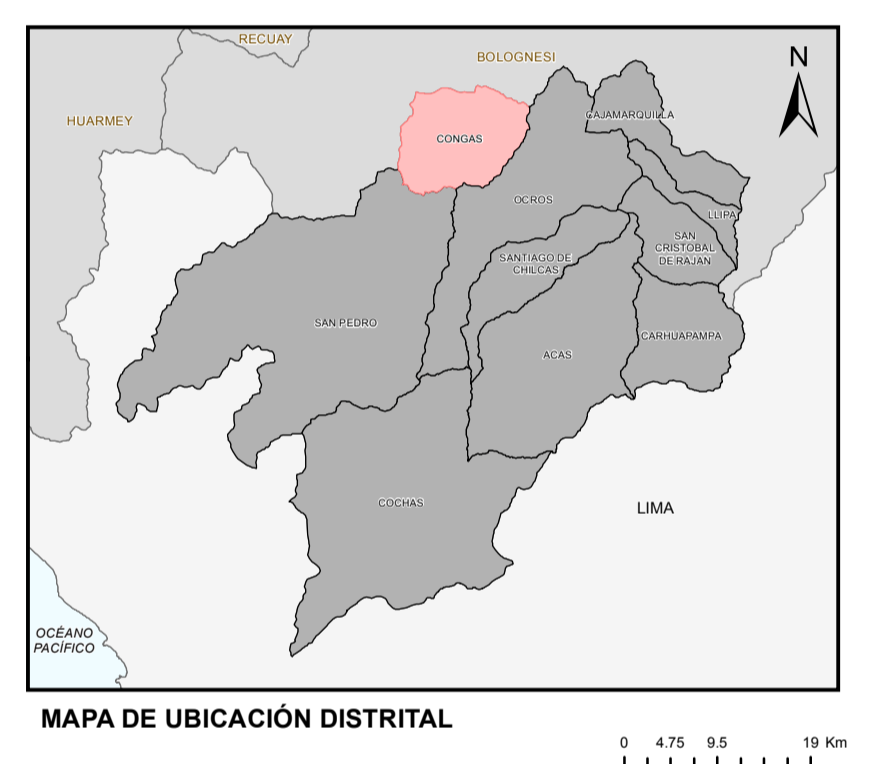 RECUAY
BOLOGNESI
N
HUARMEY
CAJAMARQUILLA
CONGAS
OCROS
LLIPA
SAN
CRISTOBAL
DE RAJAN
SANTIAGO DE
CHILCAS
SAN PEDRO
CARHUAPAMPA
ACAS
COCHAS
LIMA
OCÉANO
PACÍFICO
MAPA DE UBICACIÓN DISTRITAL
0 4.75 9.5 19 Km